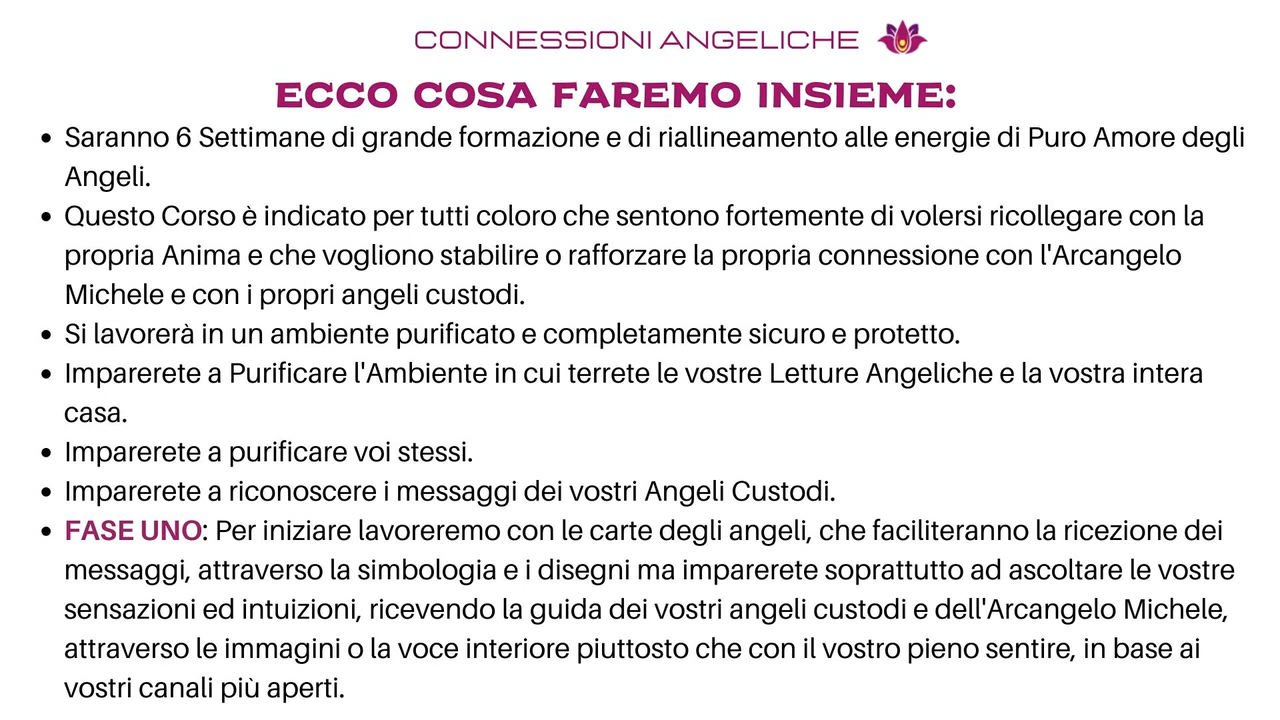 CONNESSIONI ANGELICHE
ECCO COSA FAREMO INSIEME:
• Saranno 6 Settimane di grande formazione e di riallineamento alle energie di Puro Amore degli
Angeli.
• Questo Corso è indicato per tutti coloro che sentono fortemente di volersi ricollegare con la
propria Anima e che vogliono stabilire o rafforzare la propria connessione con l'Arcangelo
Michele e con i propri angeli custodi.
• Si lavorerà in un ambiente purificato e completamente sicuro e protetto.
• Imparerete a Purificare l'Ambiente in cui terrete le vostre Letture Angeliche e la vostra intera
casa.
• Imparerete a purificare voi stessi.
• Imparerete a riconoscere i messaggi dei vostri Angeli Custodi.
• FASE UNO: Per iniziare lavoreremo con le carte degli angeli, che faciliteranno la ricezione dei
messaggi, attraverso la simbologia e i disegni ma imparerete soprattutto ad ascoltare le vostre
sensazioni ed intuizioni, ricevendo la guida dei vostri angeli custodi e dell'Arcangelo Michele,
attraverso le immagini o la voce interiore piuttosto che con il vostro pieno sentire, in base ai
vostri canali più aperti.